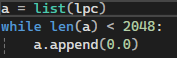 a = list(lpc)
while len(a) < 2048:
    a.append(0.0)